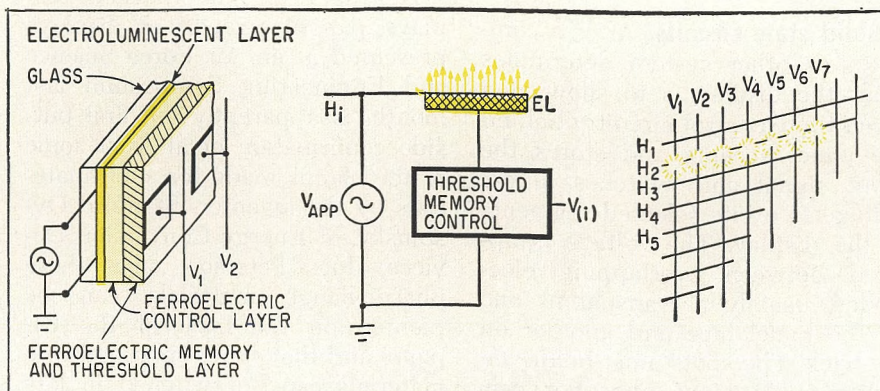 ELECTROLUMINESCENT LAYER
GLASS
V1
V2
FERROELECTRIC
CONTROL LAYER
FERROELECTRIC MEMORY
AND THRESHOLD LAYER
Hi
EL
VAPP
THRESHOLD
MEMORY
CONTROL
V(i)
V1 V2 V3 V4 V5 V6 V7
H1
H2
H3
H4
H5